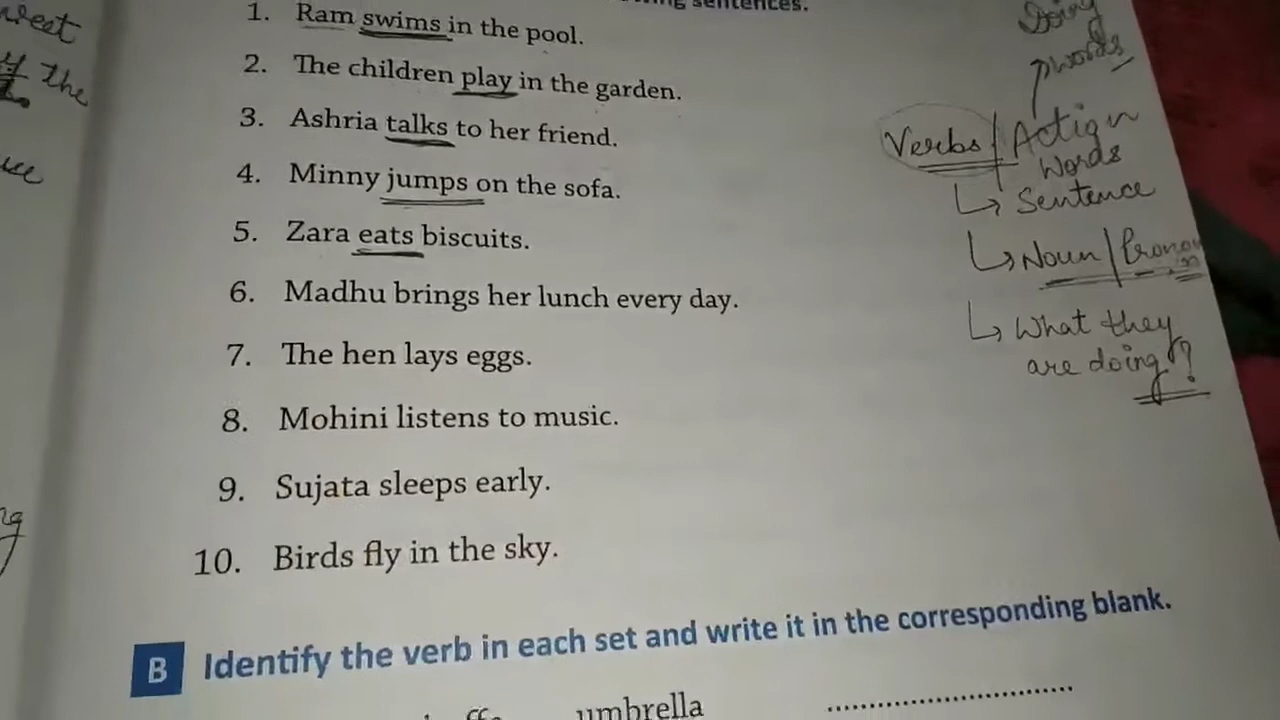 sentences.
1. Ram swims in the pool.
2. The children play in the garden.
3. Ashria talks to her friend.
4. Minny jumps on the sofa.
5. Zara eats biscuits.
6. Madhu brings her lunch every day.
7. The hen lays eggs.
8. Mohini listens to music.
9. Sujata sleeps early.
10. Birds fly in the sky.
B Identify the verb in each set and write it in the corresponding blank.
umbrella ........................
Doing
words
Verbs / Action
Words
Sentence
Noun / Pronoun
What they
are doing?
the